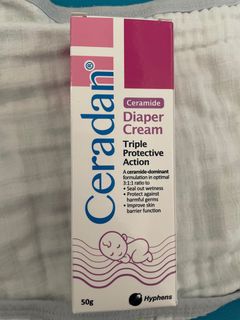 Ceradan®
Ceramide
Diaper
Cream
Triple
Protective
Action
A ceramide-dominant
formulation in optimal
3:1:1 ratio to
• Seal out wetness
• Protect against
harmful germs
• Improve skin
barrier function
50g
Hyphens